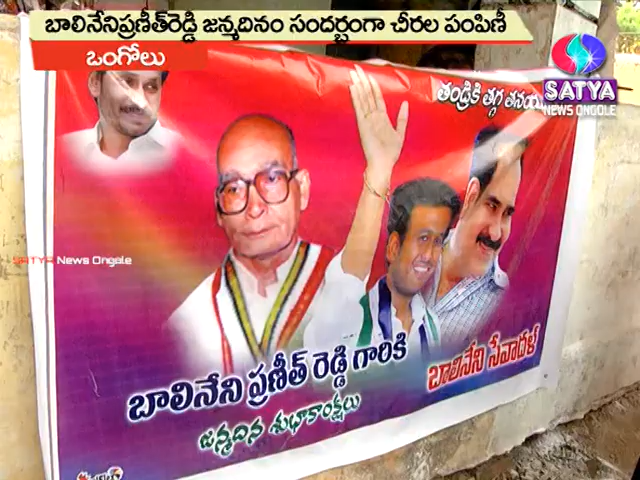 బాలినేనిప్రణీత్‌రెడ్డి జన్మదినం సందర్భంగా చీరల పంపిణీ
ఒంగోలు
SATYA
NEWS ONGOLE
తండ్రికి తగ్గ తనయు
SATYA News Ongole
బాలినేని ప్రణీత్ రెడ్డి గారికి
జన్మదిన శుభాకాంక్షలు
బాలినేని సేవాదళ్